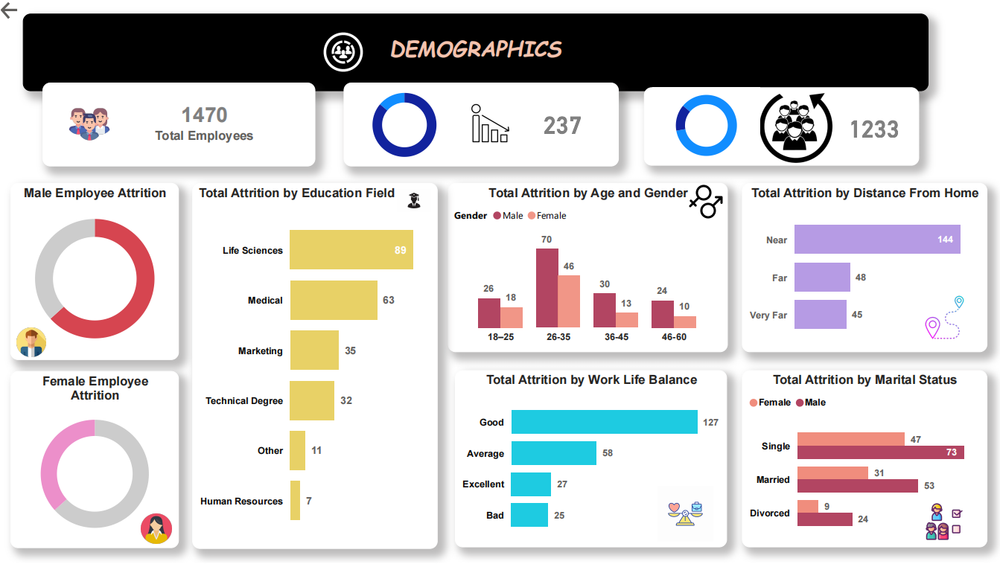 DEMOGRAPHICS
1470
Total Employees
237
1233
Male Employee Attrition
Female Employee
Attrition
Total Attrition by Education Field
Life Sciences 89
Medical 63
Marketing 35
Technical Degree 32
Other 11
Human Resources 7
Total Attrition by Age and Gender
Gender Male Female
26 18 70 46 30 13 24 10
18–25 26-35 36-45 46-60
Total Attrition by Distance From Home
Near 144
Far 48
Very Far 45
Total Attrition by Work Life Balance
Good 127
Average 58
Excellent 27
Bad 25
Total Attrition by Marital Status
Female Male
Single 47
73
Married 31
53
Divorced 9
24